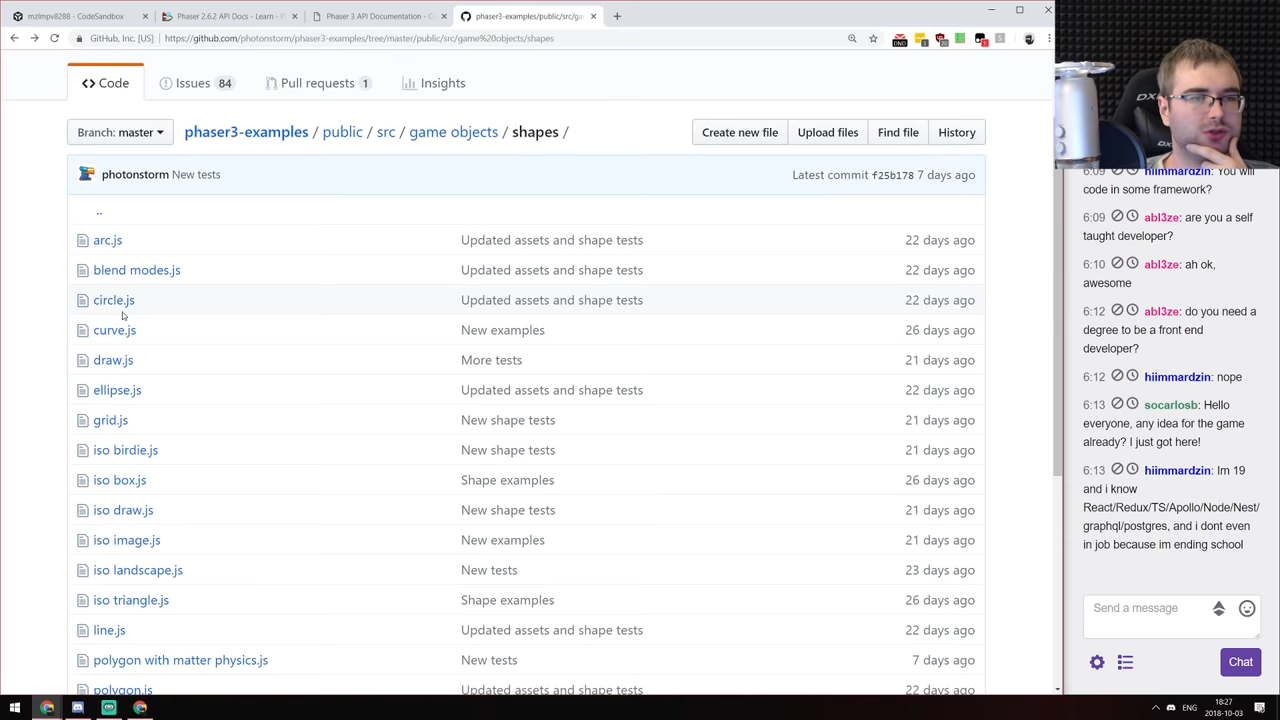 mzlmpv8288 - CodeSandbox
Phaser 2.6.2 API Docs - Learn - P
Phaser 3 API Documentation - C
phaser3-examples/public/src/ga
GitHub, Inc. [US]
https://github.com/photonstorm/phaser3-examples/tree/master/public/src/game%20objects/shapes
Code
Issues 84
Pull requests 1
Insights
Branch: master
phaser3-examples / public / src / game objects / shapes /
Create new file
Upload files
Find file
History
photonstorm New tests
Latest commit f25b178 7 days ago
..
arc.js Updated assets and shape tests 22 days ago
blend modes.js Updated assets and shape tests 22 days ago
circle.js Updated assets and shape tests 22 days ago
curve.js New examples 26 days ago
draw.js More tests 21 days ago
ellipse.js Updated assets and shape tests 22 days ago
grid.js New shape tests 21 days ago
iso birdie.js New shape tests 21 days ago
iso box.js Shape examples 26 days ago
iso draw.js New shape tests 21 days ago
iso image.js New examples 21 days ago
iso landscape.js New tests 23 days ago
iso triangle.js Shape examples 26 days ago
line.js Updated assets and shape tests 22 days ago
polygon with matter physics.js New tests 7 days ago
polygon.js Updated assets and shape tests 22 days ago
6:09 hiimmardzin: You will
code in some framework?
6:09 abl3ze: are you a self
taught developer?
6:10 abl3ze: ah ok,
awesome
6:12 abl3ze: do you need a
degree to be a front end
developer?
6:12 hiimmardzin: nope
6:13 socarlosb: Hello
everyone, any idea for the game
already? I just got here!
6:13 hiimmardzin: Im 19
and i know
React/Redux/TS/Apollo/Node/Nest/
graphql/postgres, and i dont even
in job because im ending school
Send a message
Chat
ENG
18:27
2018-10-03